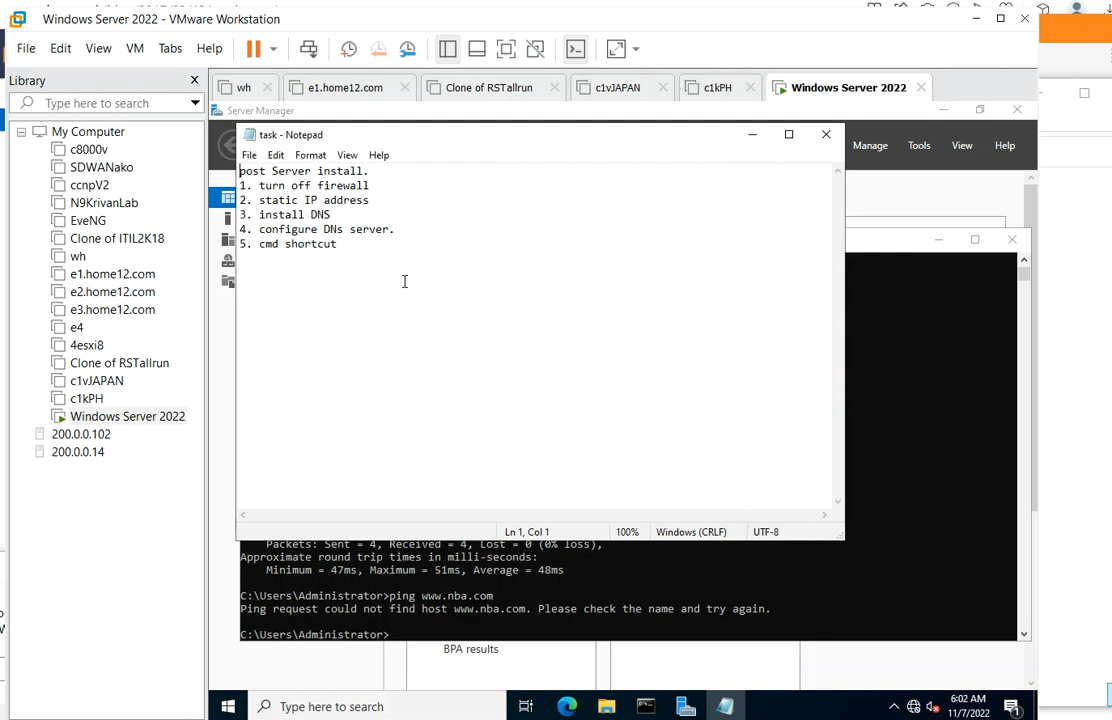 Windows Server 2022 - VMware Workstation
File Edit View VM Tabs Help
Library
Type here to search
My Computer
c8000v
SDWANako
ccnpV2
N9KrivanLab
EveNG
Clone of ITIL2K18
wh
e1.home12.com
e2.home12.com
e3.home12.com
e4
4esxi8
Clone of RSTallrun
c1vJAPAN
c1kPH
Windows Server 2022
200.0.0.102
200.0.0.14
wh e1.home12.com Clone of RSTallrun c1vJAPAN c1kPH Windows Server 2022
Server Manager
Manage Tools View Help
task - Notepad
File Edit Format View Help
post Server install.
1. turn off firewall
2. static IP address
3. install DNS
4. configure DNs server.
5. cmd shortcut
Ln 1, Col 1 100% Windows (CRLF) UTF-8
Packets: Sent = 4, Received = 4, Lost = 0 (0% loss),
Approximate round trip times in milli-seconds:
Minimum = 47ms, Maximum = 51ms, Average = 48ms
C:\Users\Administrator>ping www.nba.com
Ping request could not find host www.nba.com. Please check the name and try again.
C:\Users\Administrator>
BPA results
Type here to search
6:02 AM
11/7/2022
1